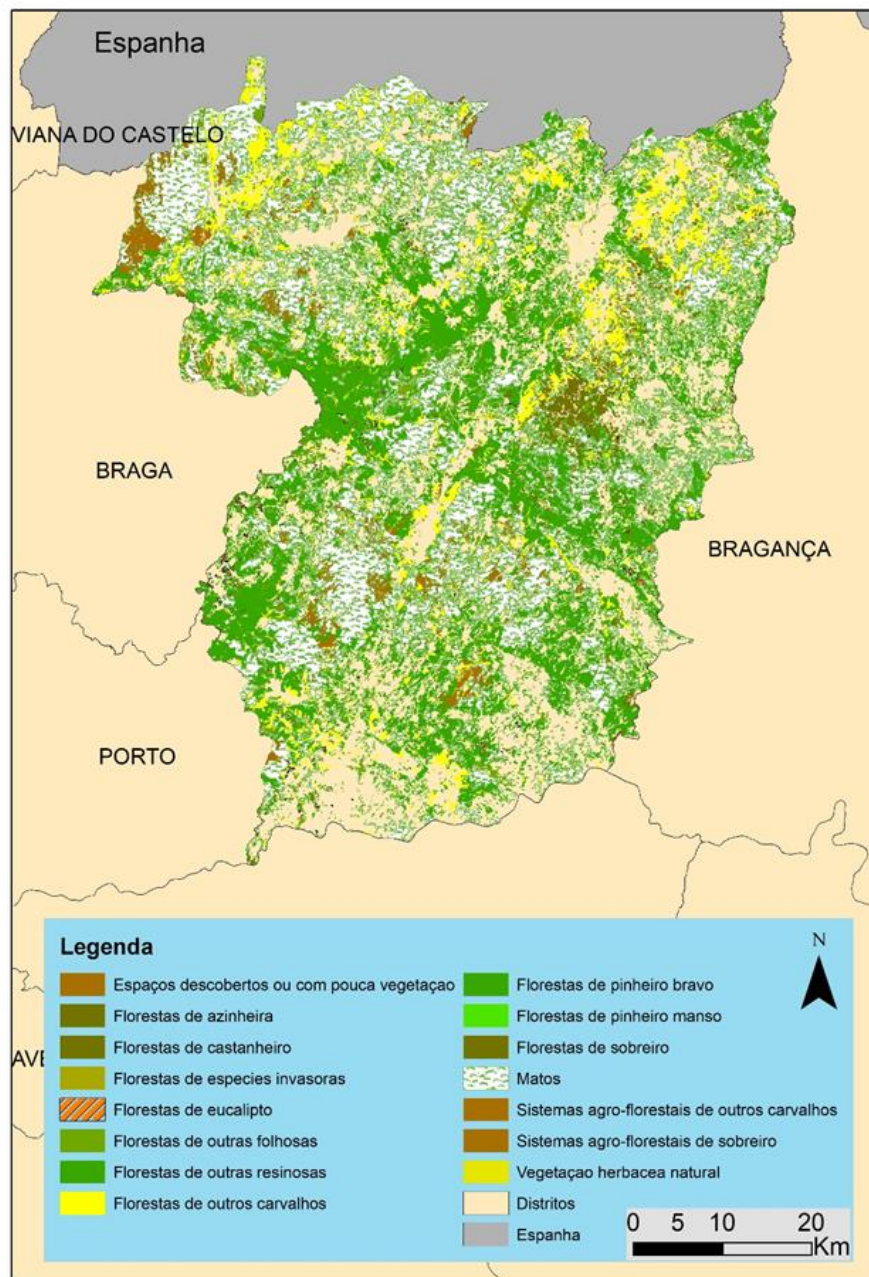 Espanha
VIANA DO CASTELO
BRAGA
BRAGANÇA
PORTO
AVE
Legenda
Espaços descobertos ou com pouca vegetaçao
Florestas de azinheira
Florestas de castanheiro
Florestas de especies invasoras
Florestas de eucalipto
Florestas de outras folhosas
Florestas de outras resinosas
Florestas de outros carvalhos
Florestas de pinheiro bravo
Florestas de pinheiro manso
Florestas de sobreiro
Matos
Sistemas agro-florestais de outros carvalhos
Sistemas agro-florestais de sobreiro
Vegetaçao herbacea natural
Distritos
Espanha
N
0 5 10 20
Km